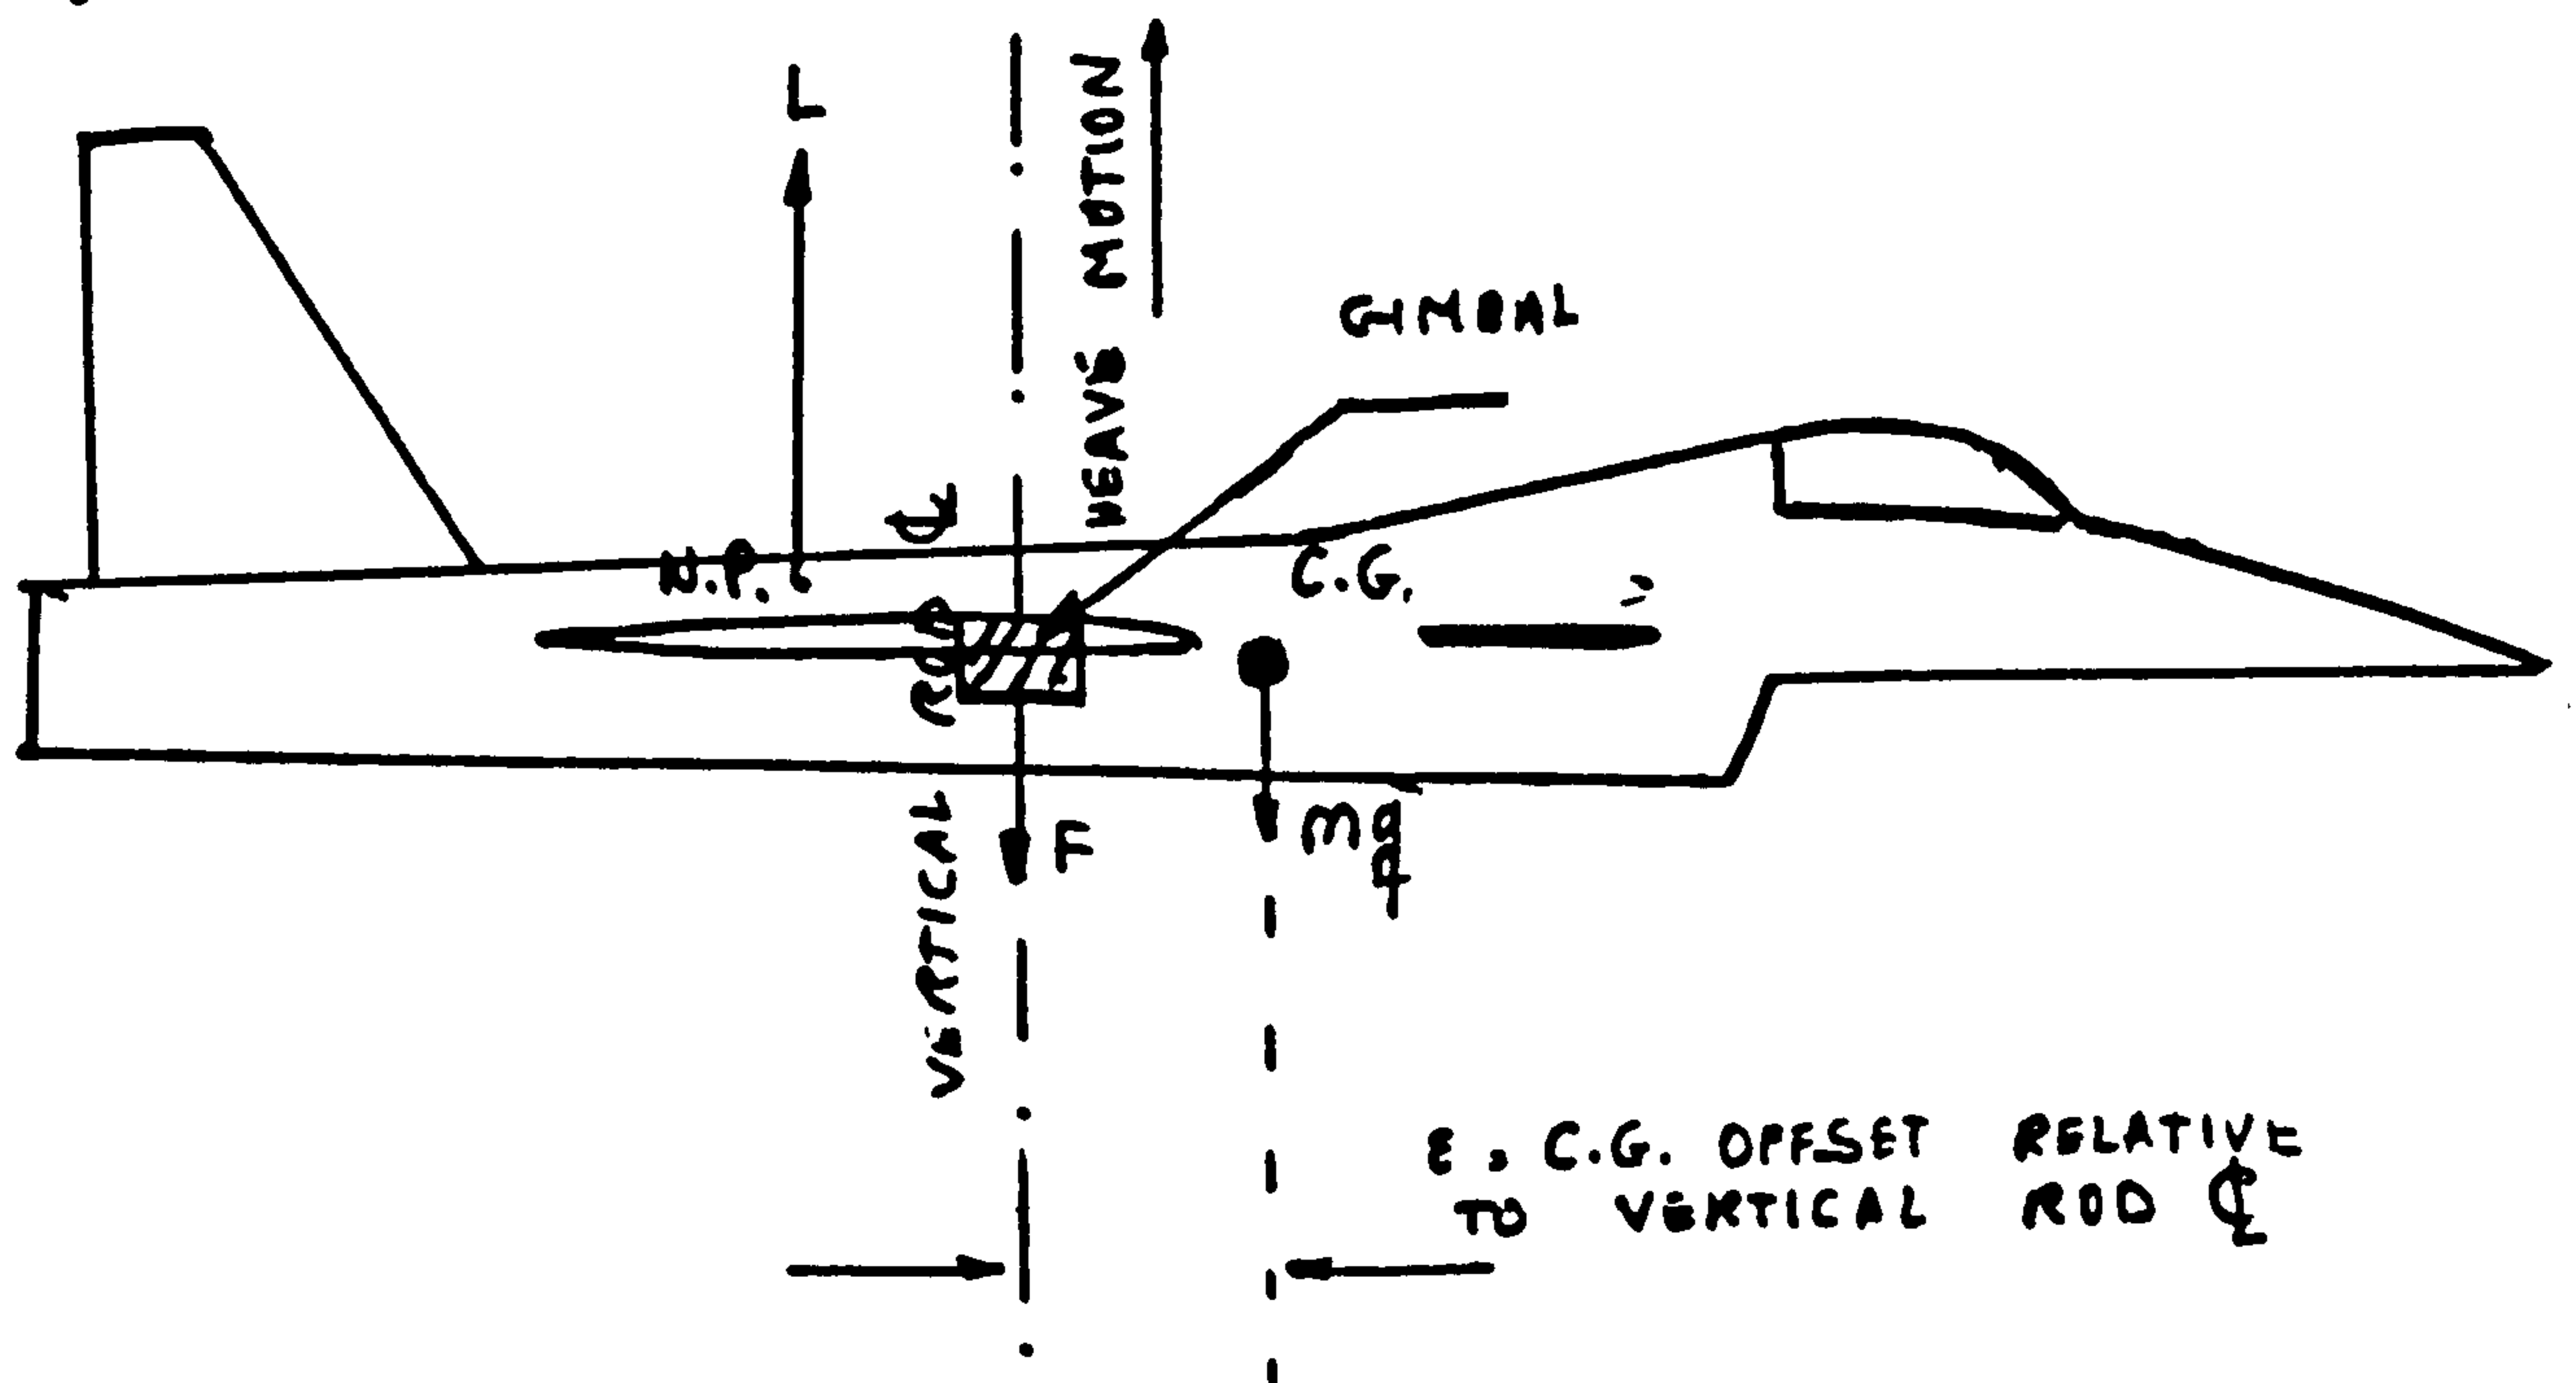 L
HEAVE MOTION
GIMBAL
N.P.
C.G.
VERTICAL ROD ℄
F
mg
ε = C.G. OFFSET RELATIVE
TO VERTICAL ROD ℄